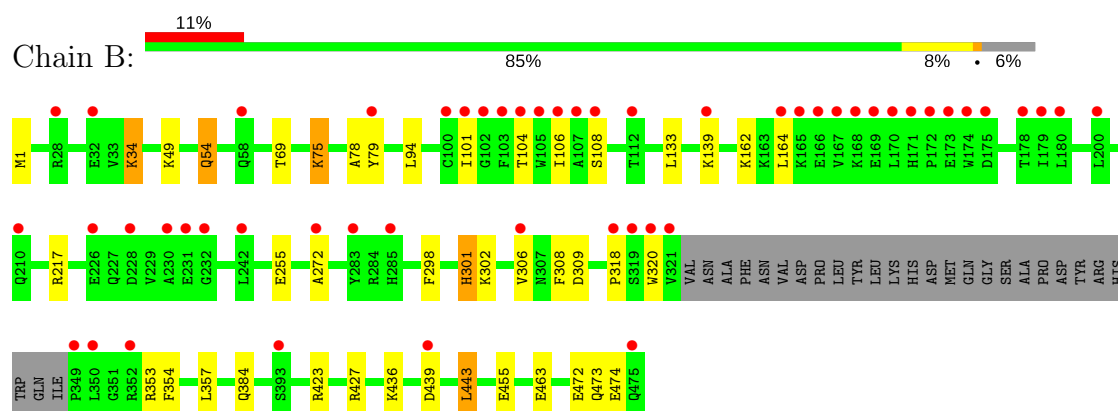 11%
Chain B:
85% 8% • 6%
M1 R28 E32 V33 K34 K49 Q54 Q58 T69 K75 A78 Y79 L94 C100 I101 G102 F103 T104 W105 I106 A107 S108 T112 L133 K139 K162 K163 L164 K165 E166 V167 K168 E169 L170 H171 P172 E173 W174 D175 T178 I179 L180 L200
Q210 R217 E226 Q227 D228 V229 A230 E231 G232 L242 E255 A272 Y283 R284 H285 F298 H301 K302 V306 N307 F308 D309 P318 S319 W320 V321 VAL ASN ALA PHE ASN VAL ASP PRO LEU TYR LEU LYS HIS ASP MET GLN GLY SER ALA PRO ASP TYR ARG HIS
TRP GLN ILE P349 L350 G351 R352 R353 F354 L357 Q384 S393 R423 R427 K436 D439 L443 E455 E463 E472 Q473 E474 Q475